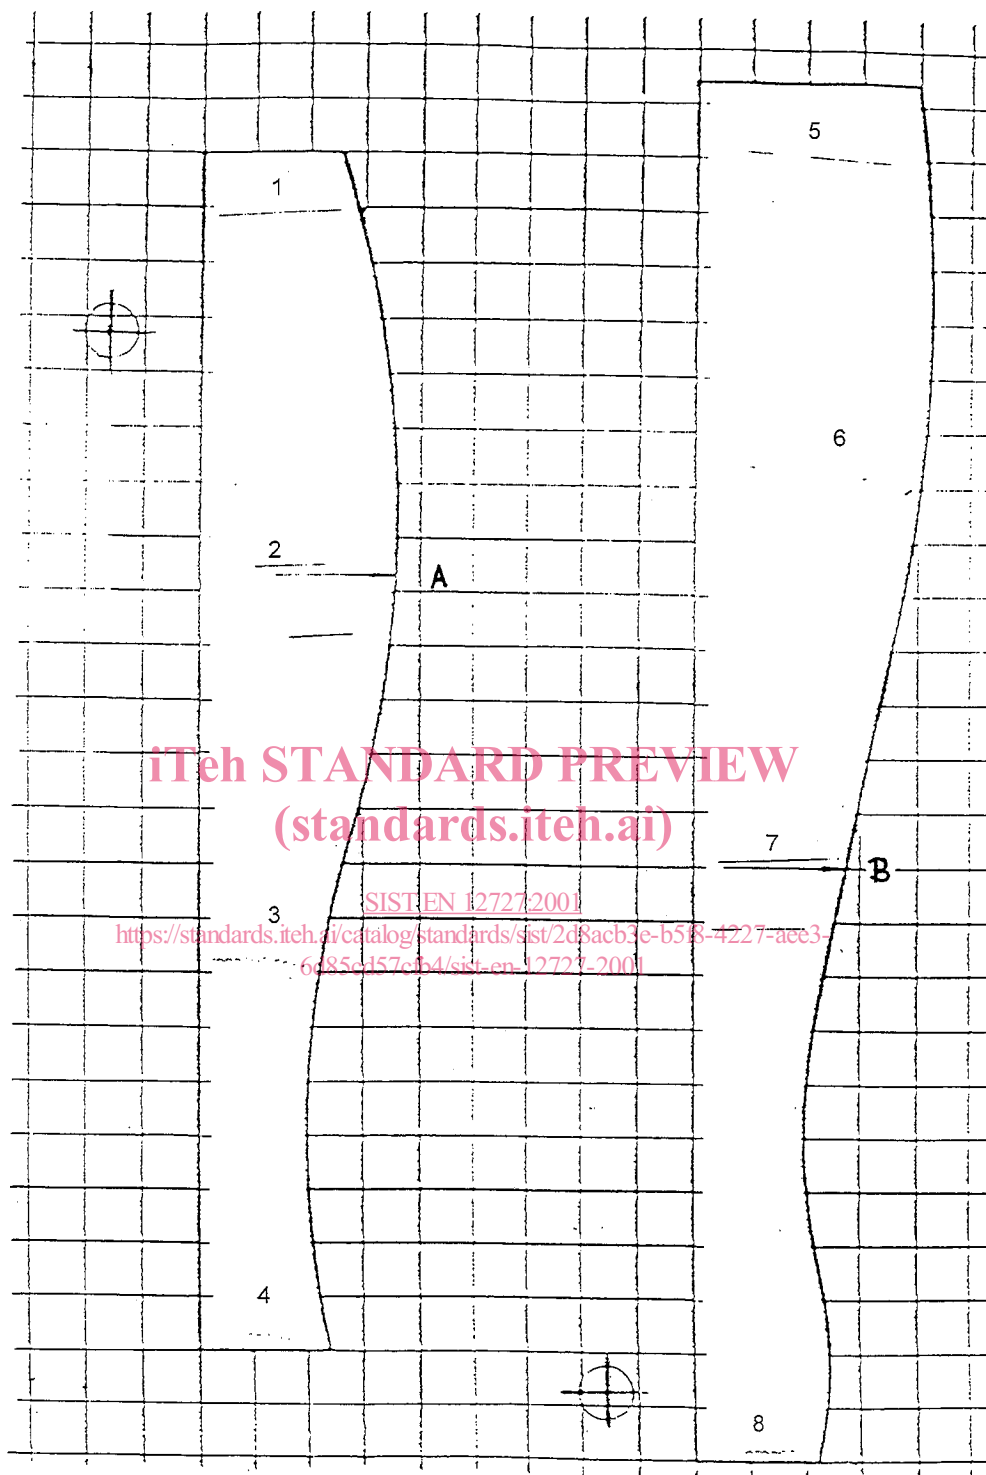 1
5
6
2
A
iTeh STANDARD PREVIEW
(standards.iteh.ai)
7
B
SIST EN 12727:2001
3
https://standards.iteh.ai/catalog/standards/sist/2d8acb3e-b5f8-4227-aee3-
6d85cd57cfb4/sist-en-12727-2001
4
8